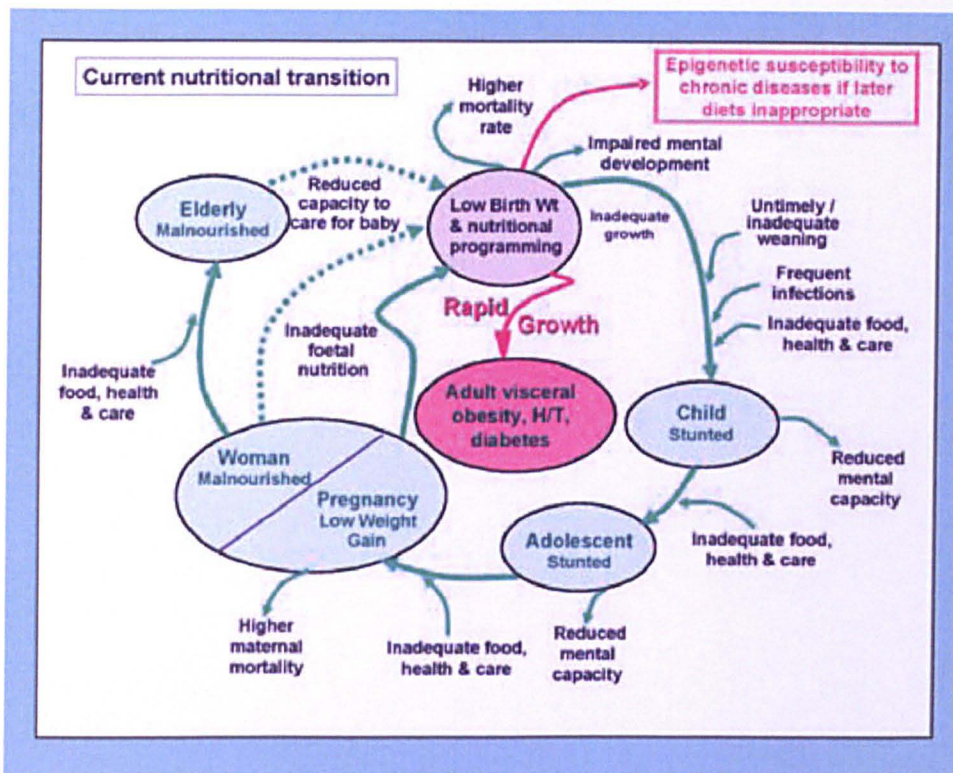 Current nutritional transition
Epigenetic susceptibility to
chronic diseases if later
diets inappropriate
Higher
mortality
rate
Impaired mental
development
Elderly
Malnourished
Reduced
capacity to
care for baby
Low Birth Wt
& nutritional
programming
Inadequate
growth
Untimely /
inadequate
weaning
Frequent
infections
Inadequate food,
health & care
Rapid
Growth
Inadequate
foetal
nutrition
Inadequate
food, health
& care
Adult visceral
obesity, H/T,
diabetes
Child
Stunted
Reduced
mental
capacity
Woman
Malnourished
Pregnancy
Low Weight
Gain
Adolescent
Stunted
Inadequate food,
health & care
Higher
maternal
mortality
Inadequate food,
health & care
Reduced
mental
capacity